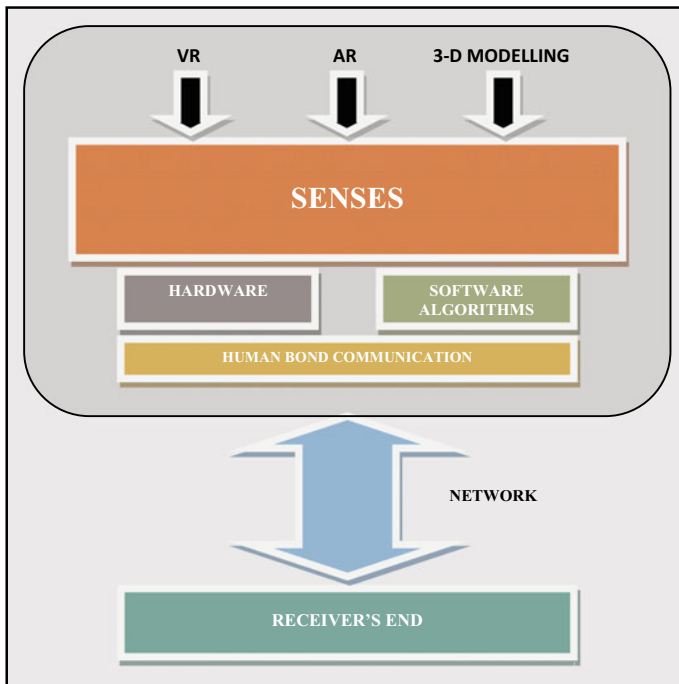 VR AR 3-D MODELLING
SENSES
HARDWARE
SOFTWARE
ALGORITHMS
HUMAN BOND COMMUNICATION
NETWORK
RECEIVER'S END